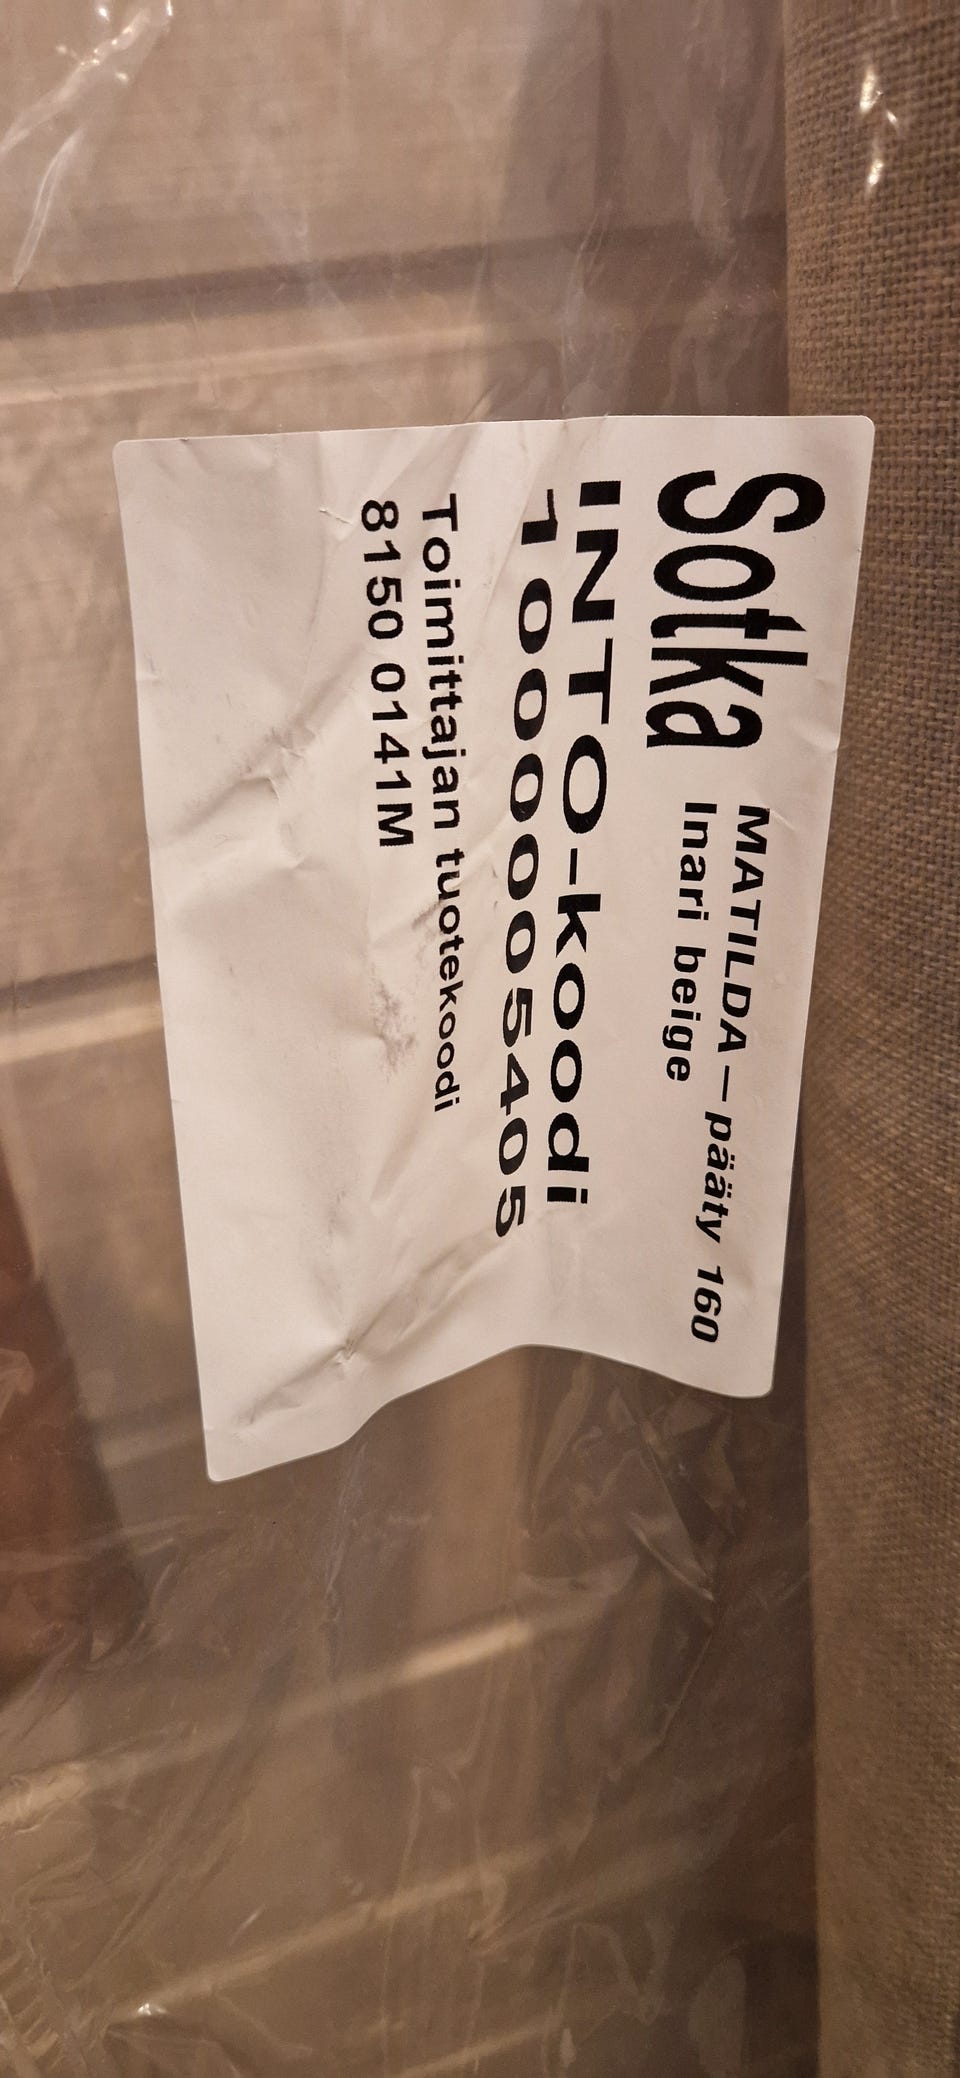 Sotka
MATILDA-pääty 160
Inari beige
INTO-koodi
1000005405
Toimittajan tuotekoodi
8150 0141M